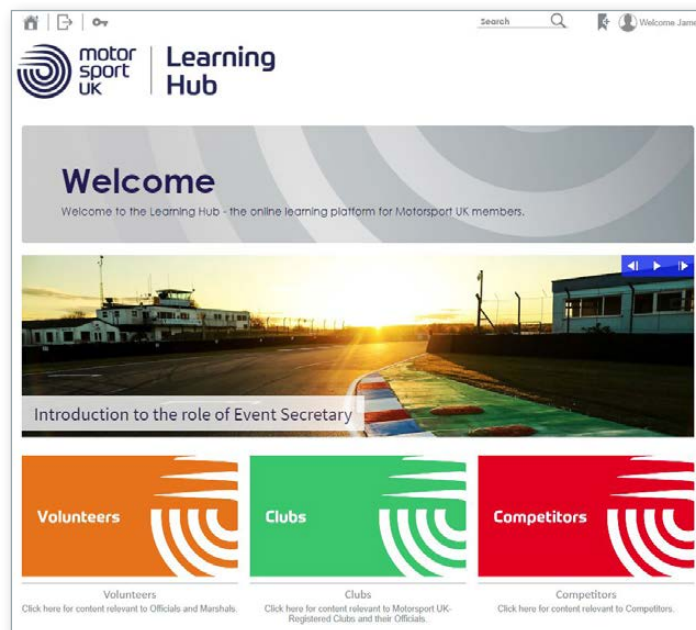 Search
Welcome Jame
motor
sport
UK
Learning
Hub
Welcome
Welcome to the Learning Hub - the online learning platform for Motorsport UK members.
Introduction to the role of Event Secretary
Volunteers
Clubs
Competitors
Volunteers
Click here for content relevant to Officials and Marshals.
Clubs
Click here for content relevant to Motorsport UK-
Registered Clubs and their Officials.
Competitors
Click here for content relevant to Competitors.